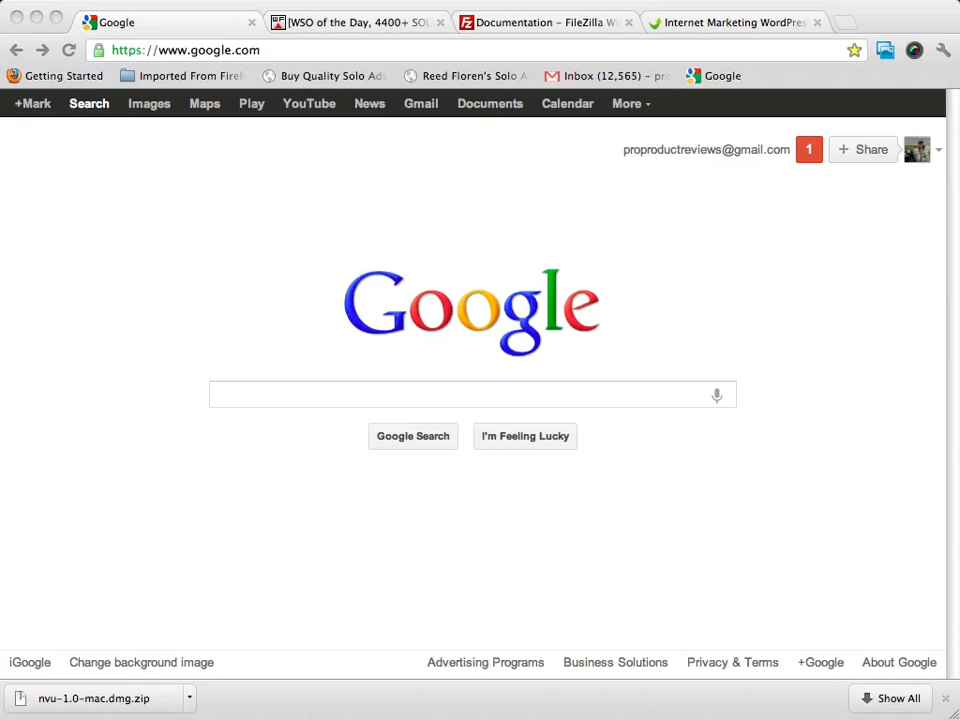 Google
[WSO of the Day, 4400+ SOL
Documentation – FileZilla Wi
Internet Marketing WordPres
https://www.google.com
Getting Started
Imported From Firef
Buy Quality Solo Ads
Reed Floren's Solo A
Inbox (12,565) – pro
Google
+Mark Search Images Maps Play YouTube News Gmail Documents Calendar More
proproductreviews@gmail.com 1 + Share
Google
Google Search I'm Feeling Lucky
iGoogle Change background image Advertising Programs Business Solutions Privacy & Terms +Google About Google
nvu-1.0-mac.dmg.zip Show All